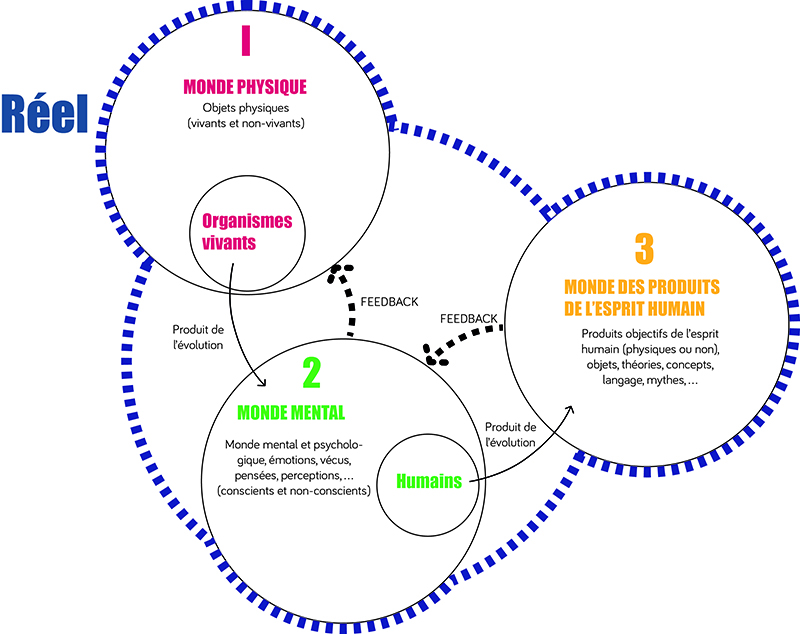 Réel
1
MONDE PHYSIQUE
Objets physiques
(vivants et non-vivants)
Organismes
vivants
Produit de
l'évolution
FEEDBACK
FEEDBACK
2
MONDE MENTAL
Monde mental et psycholo-
gique, émotions, vécus,
pensées, perceptions,...
(conscients et non-conscients)
Humains
Produit de
l'évolution
3
MONDE DES PRODUITS
DE L'ESPRIT HUMAIN
Produits objectifs de l'esprit
humain (physiques ou non),
objets, théories, concepts,
langage, mythes,...